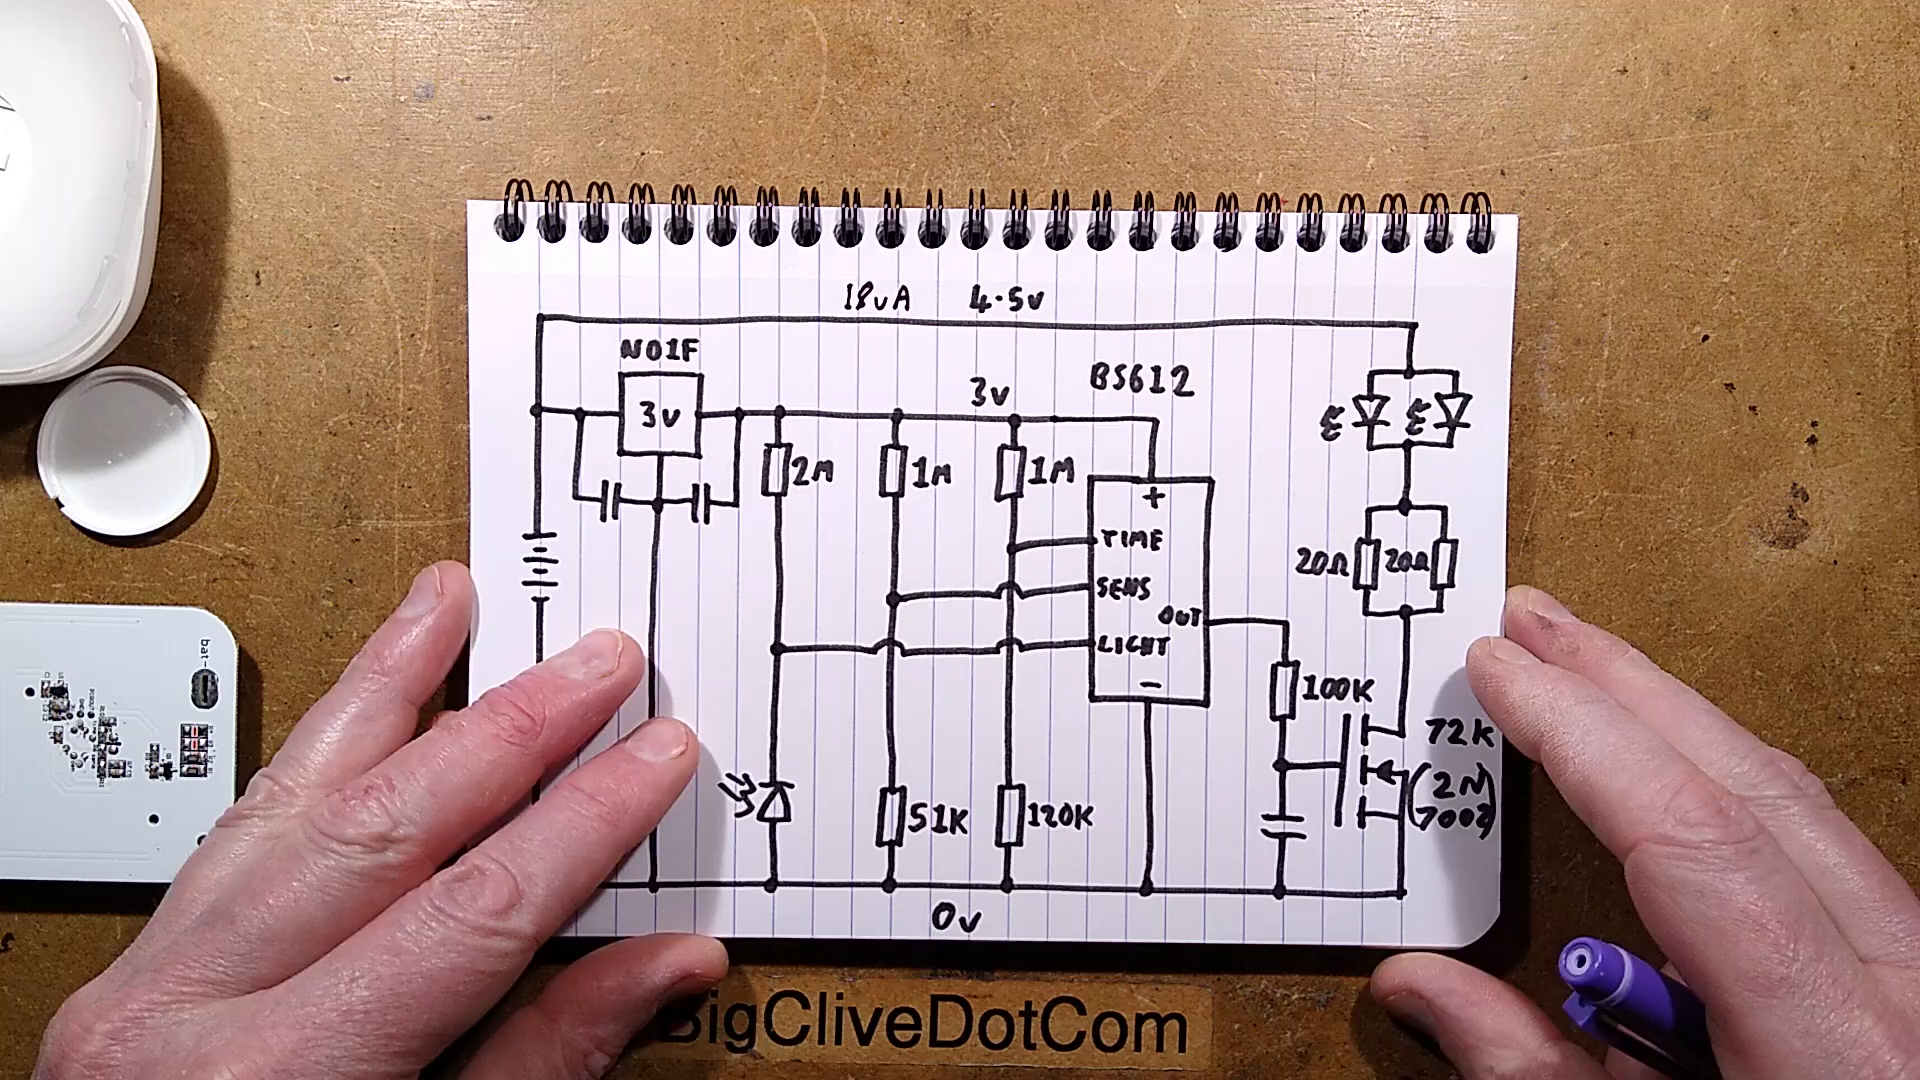 18uA 4.5v
N01F
3v
3v
BS612
2M
1M
1M
+
TIME
SENS
OUT
LIGHT
-
20Ω
20Ω
100K
72K
(2N
7002)
51K
120K
0v
bat-
BigCliveDotCom